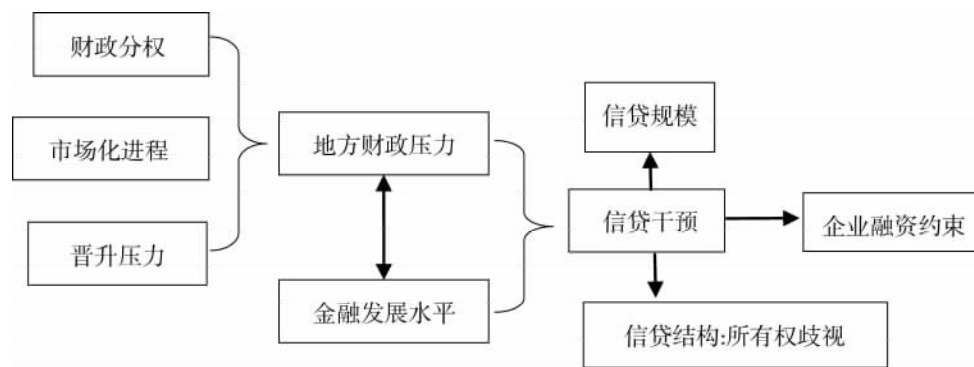 财政分权
市场化进程
晋升压力
地方财政压力
金融发展水平
信贷规模
信贷干预
企业融资约束
信贷结构:所有权歧视